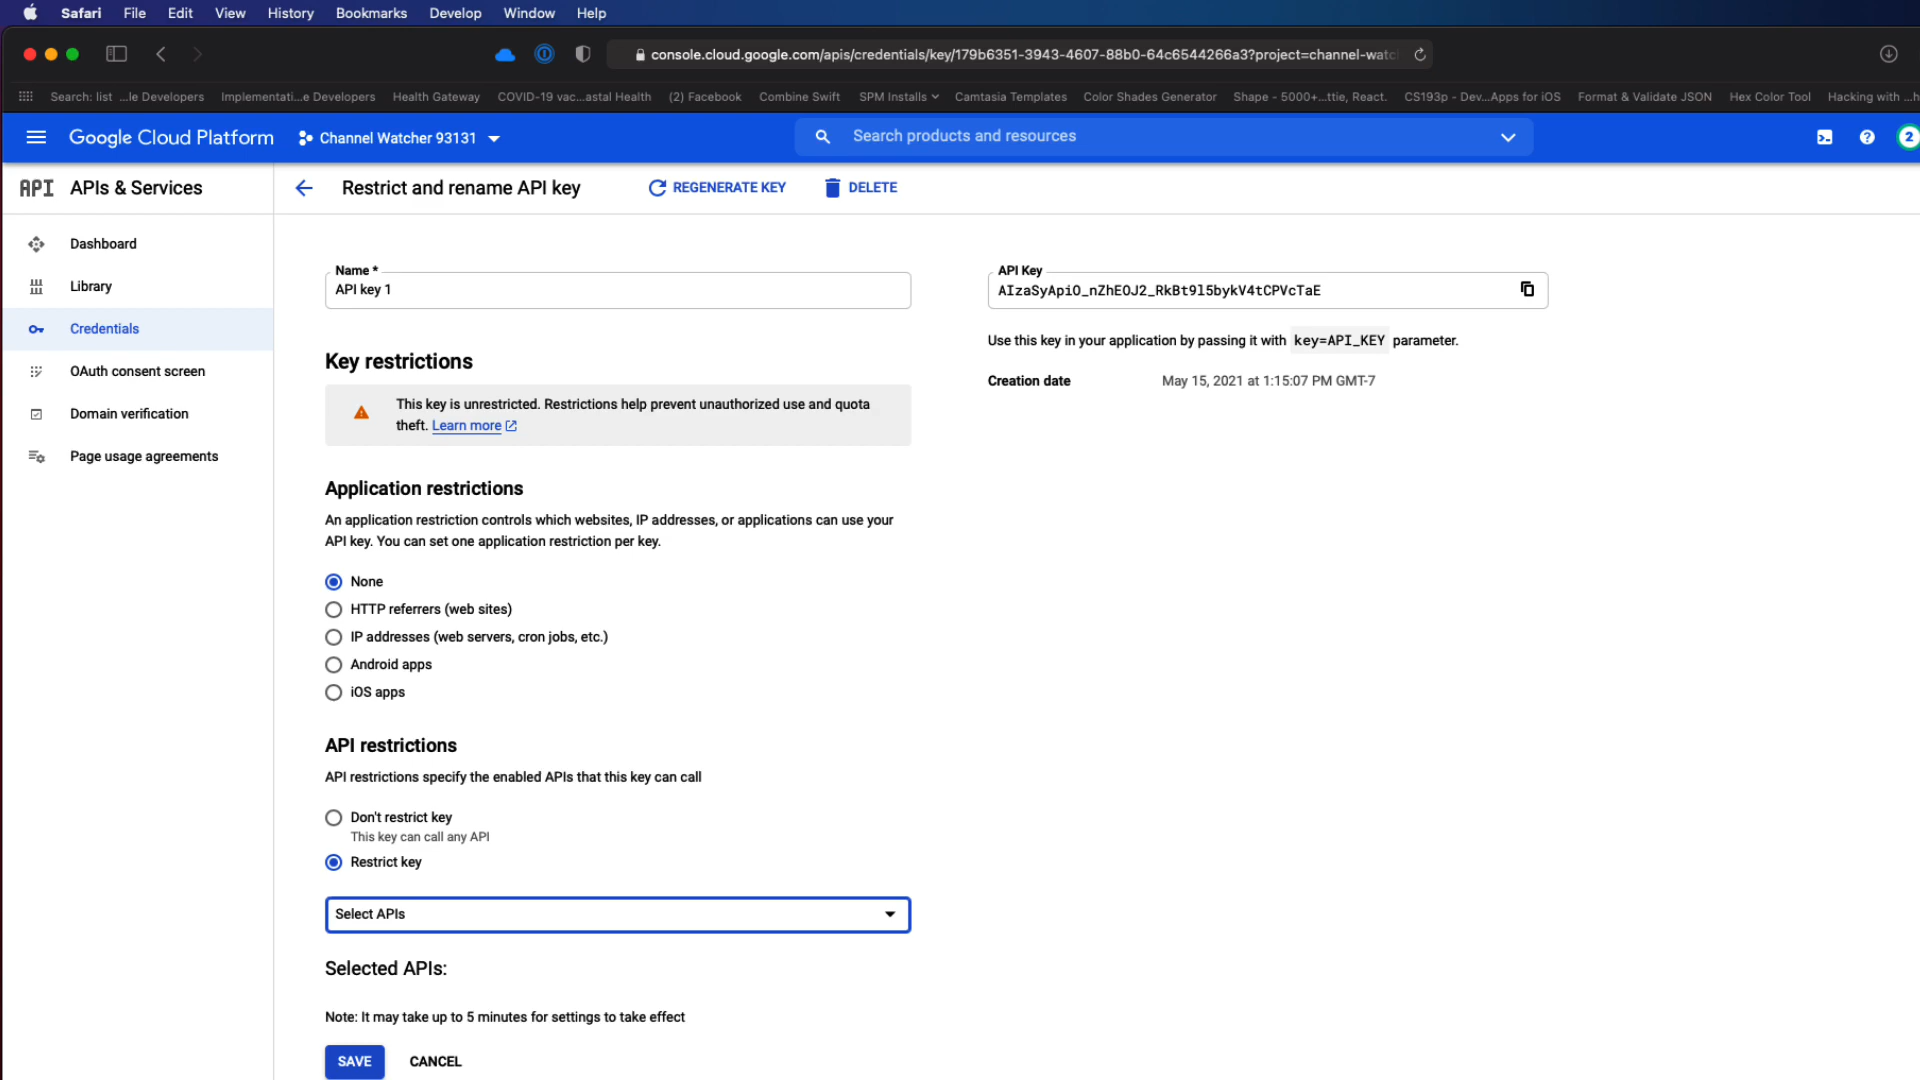 Safari File Edit View History Bookmarks Develop Window Help
console.cloud.google.com/apis/credentials/key/179b6351-3943-4607-88b0-64c6544266a3?project=channel-watc
Search: list ...le Developers Implementati...e Developers Health Gateway COVID-19 vac...astal Health (2) Facebook Combine Swift SPM Installs Camtasia Templates Color Shades Generator Shape - 5000+...ttie, React. CS193p - Dev...Apps for iOS Format & Validate JSON Hex Color Tool Hacking with ...h
Google Cloud Platform Channel Watcher 93131 Search products and resources 2
API APIs & Services Restrict and rename API key REGENERATE KEY DELETE
Dashboard
Library
Credentials
OAuth consent screen
Domain verification
Page usage agreements
Name *
API key 1
Key restrictions
This key is unrestricted. Restrictions help prevent unauthorized use and quota
theft. Learn more
Application restrictions
An application restriction controls which websites, IP addresses, or applications can use your
API key. You can set one application restriction per key.
None
HTTP referrers (web sites)
IP addresses (web servers, cron jobs, etc.)
Android apps
iOS apps
API restrictions
API restrictions specify the enabled APIs that this key can call
Don't restrict key
This key can call any API
Restrict key
Select APIs
Selected APIs:
Note: It may take up to 5 minutes for settings to take effect
SAVE CANCEL
API Key
AIzaSyApiO_nZhEOJ2_RkBt9l5bykV4tCPVcTaE
Use this key in your application by passing it with key=API_KEY parameter.
Creation date May 15, 2021 at 1:15:07 PM GMT-7